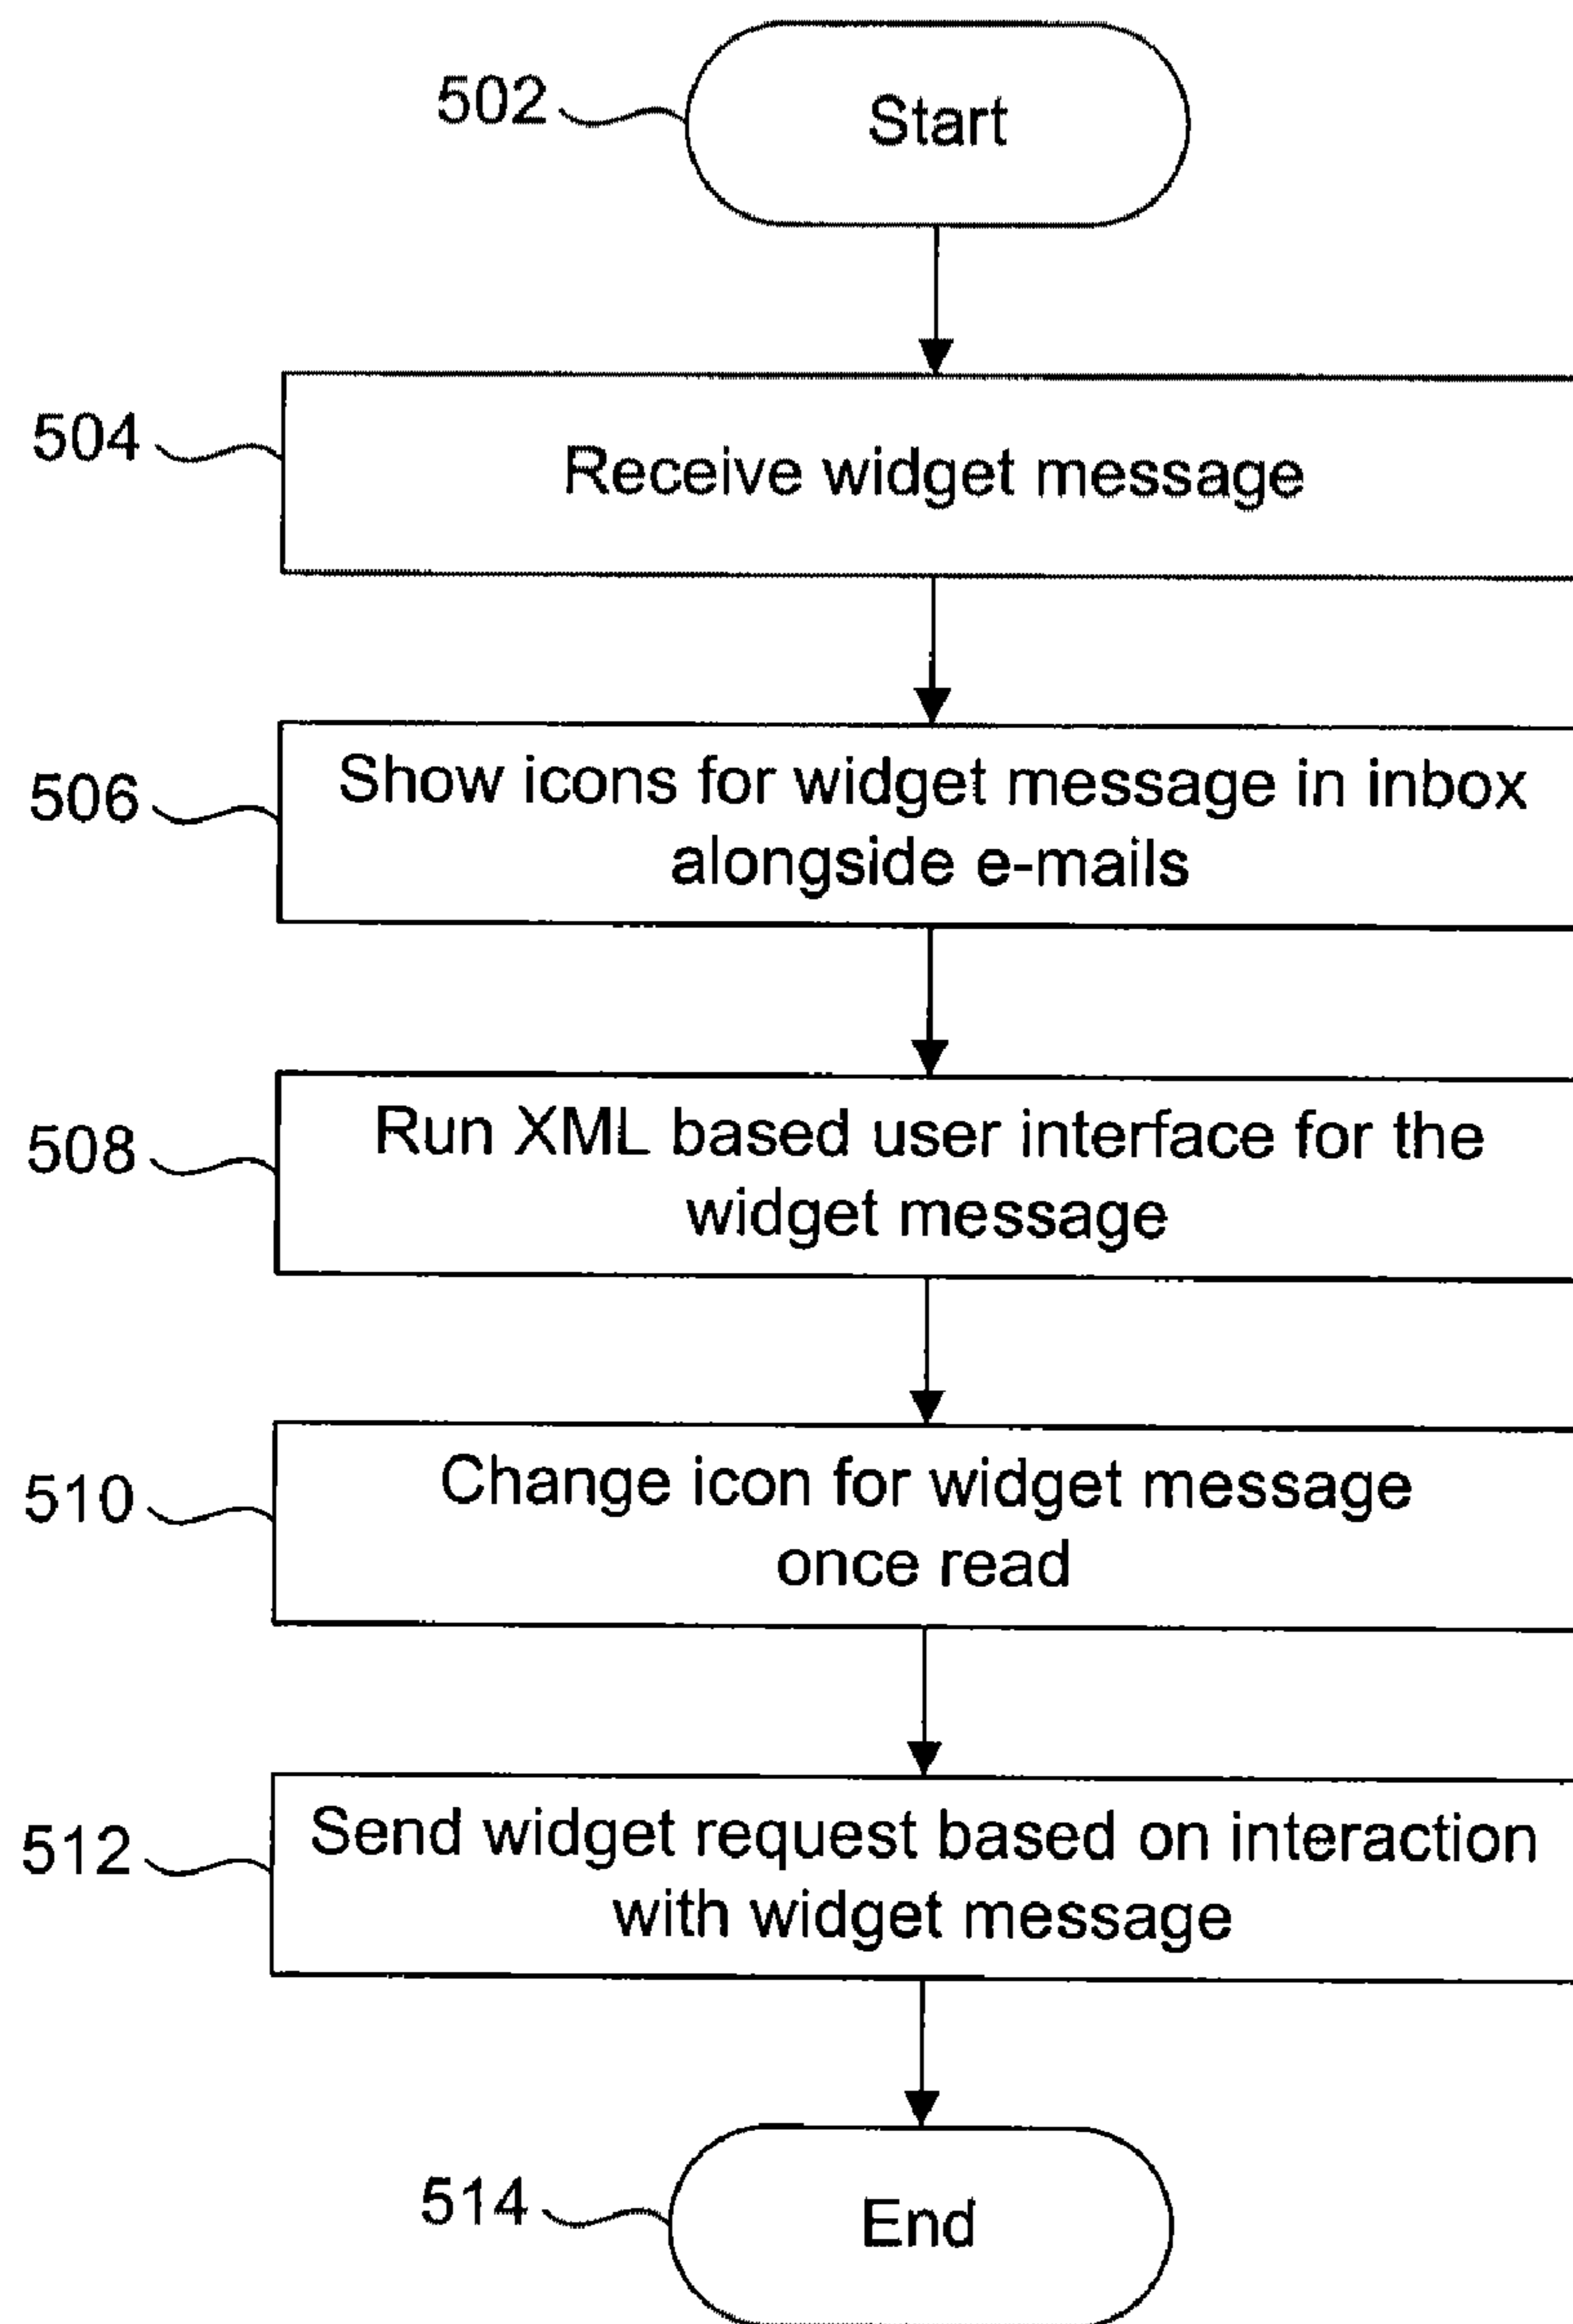 502
Start
504
Receive widget message
506
Show icons for widget message in inbox
alongside e-mails
508
Run XML based user interface for the
widget message
510
Change icon for widget message
once read
512
Send widget request based on interaction
with widget message
514
End